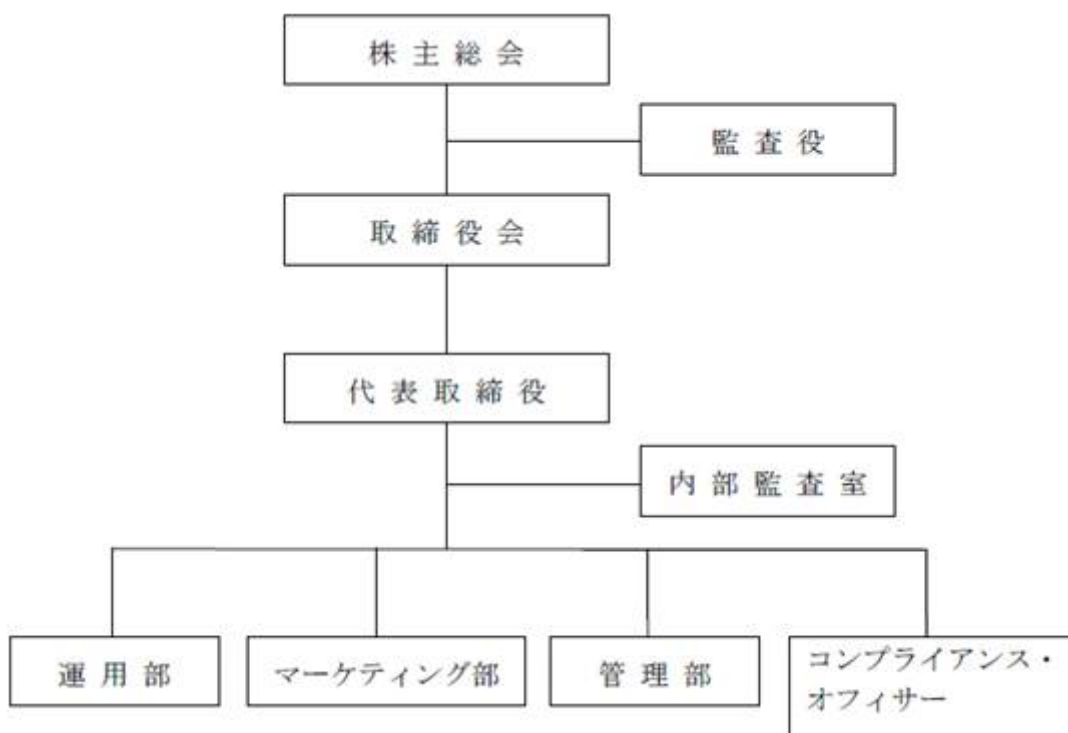 株主総会
監査役
取締役会
代表取締役
内部監査室
運用部
マーケティング部
管理部
コンプライアンス・
オフィサー